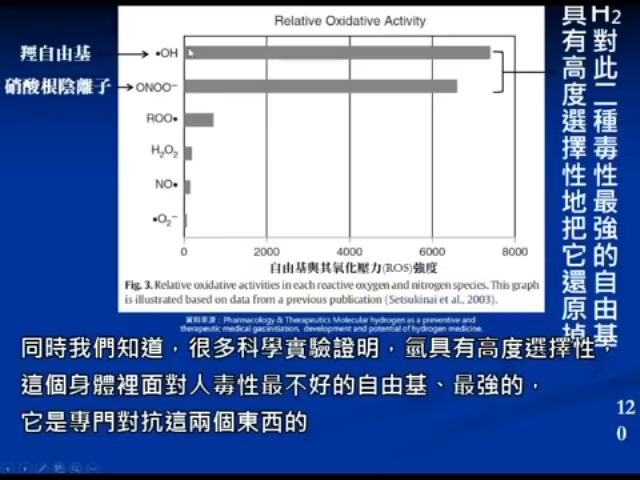 Relative Oxidative Activity
羥自由基
•OH
硝酸根陰離子
ONOO⁻
ROO•
H₂O₂
NO•
•O₂⁻
0 2000 4000 6000 8000
自由基與其氧化壓力(ROS)強度
Fig. 3. Relative oxidative activities in each reactive oxygen and nitrogen species. This graph
is illustrated based on data from a previous publication (Setsukinai et al., 2003).
資料來源：Pharmacology & Therapeutics Molecular hydrogen as a preventive and
therapeutic medical gasinitiation, development and potential of hydrogen medicine.
H₂對此二種毒性最強的自由基
具有高度選擇性地把它還原掉
同時我們知道，很多科學實驗證明，氫具有高度選擇性，
這個身體裡面對人毒性最不好的自由基、最強的，
它是專門對抗這兩個東西的
12
0